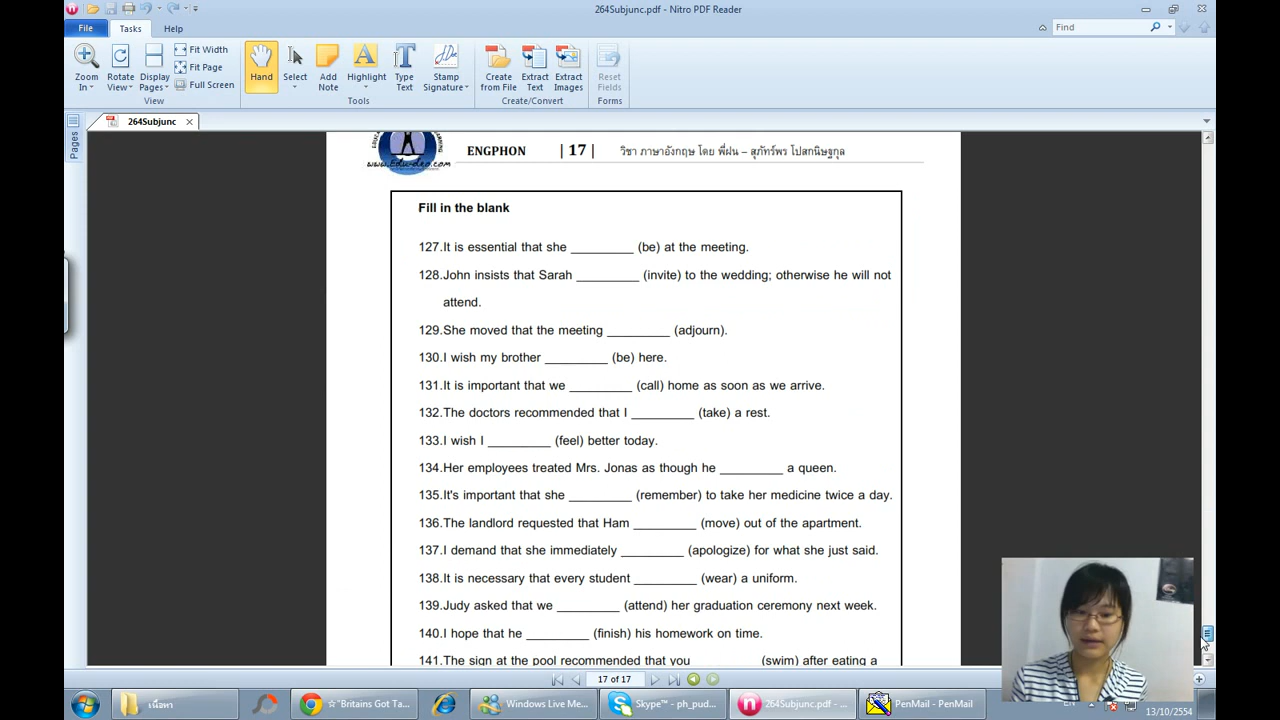 264Subjunc.pdf - Nitro PDF Reader
File
Tasks
Help
Find
Zoom In
Rotate View
Display Pages
Fit Width
Fit Page
Full Screen
View
Hand
Select
Add Note
Highlight
Type Text
Stamp Signature
Tools
Create from File
Extract Text
Extract Images
Create/Convert
Reset Fields
Forms
264Subjunc
Pages
www.Edu-deo.com
ENGPHON | 17 | วิชา ภาษาอังกฤษ โดย พี่ฝน – สุภัทร์พร โปสกนิษฐกุล
Fill in the blank
127.It is essential that she _________ (be) at the meeting.
128.John insists that Sarah _________ (invite) to the wedding; otherwise he will not
attend.
129.She moved that the meeting _________ (adjourn).
130.I wish my brother _________ (be) here.
131.It is important that we _________ (call) home as soon as we arrive.
132.The doctors recommended that I _________ (take) a rest.
133.I wish I _________ (feel) better today.
134.Her employees treated Mrs. Jonas as though he _________ a queen.
135.It's important that she _________ (remember) to take her medicine twice a day.
136.The landlord requested that Ham _________ (move) out of the apartment.
137.I demand that she immediately _________ (apologize) for what she just said.
138.It is necessary that every student _________ (wear) a uniform.
139.Judy asked that we _________ (attend) her graduation ceremony next week.
140.I hope that he _________ (finish) his homework on time.
141.The sign at the pool recommended that you _________ (swim) after eating a
17 of 17
เนื้อหา
☆"Britains Got Ta...
Windows Live Me...
Skype™ - ph_pud...
264Subjunc.pdf - ...
PenMail - PenMail
EN
13/10/2554